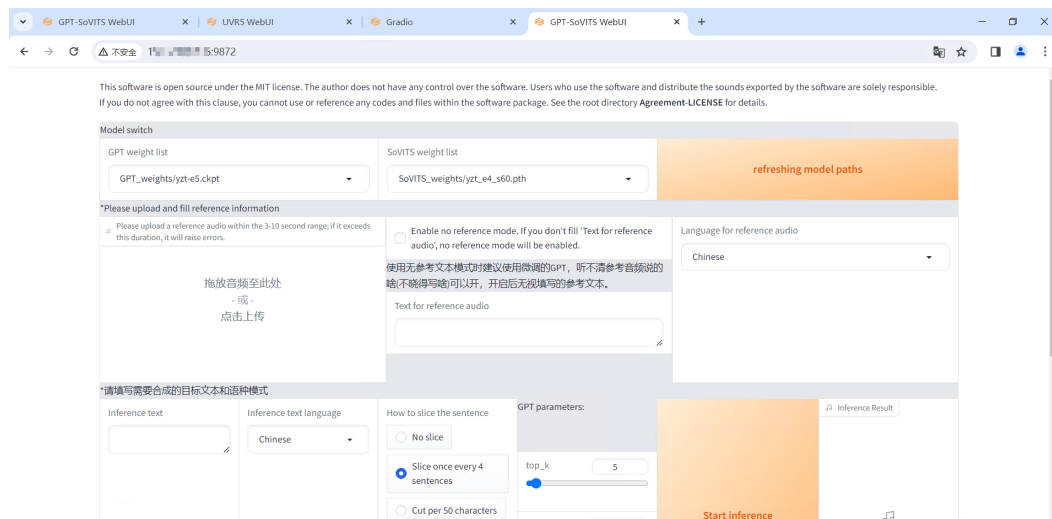 GPT-SoVITS WebUI
UVR5 WebUI
Gradio
GPT-SoVITS WebUI
不安全
:9872
This software is open source under the MIT license. The author does not have any control over the software. Users who use the software and distribute the sounds exported by the software are solely responsible.
If you do not agree with this clause, you cannot use or reference any codes and files within the software package. See the root directory Agreement-LICENSE for details.
Model switch
GPT weight list
SoVITS weight list
refreshing model paths
GPT_weights/yzt-e5.ckpt
SoVITS_weights/yzt_e4_s60.pth
*Please upload and fill reference information
Please upload a reference audio within the 3-10 second range; if it exceeds
this duration, it will raise errors.
Enable no reference mode. If you don't fill 'Text for reference
audio', no reference mode will be enabled.
Language for reference audio
Chinese
使用无参考文本模式时建议使用微调的GPT，听不清参考音频说的
啥(不晓得写啥)可以开，开启后无视填写的参考文本。
拖放音频至此处
- 或 -
点击上传
Text for reference audio
*请填写需要合成的目标文本和语种模式
Inference text
Inference text language
Chinese
How to slice the sentence
No slice
Slice once every 4
sentences
Cut per 50 characters
GPT parameters:
top_k
5
Start inference
Inference Result